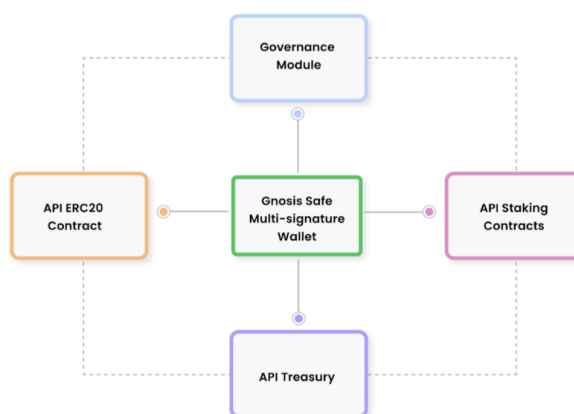 Governance
Module
API ERC20
Contract
Gnosis Safe
Multi-signature
Wallet
API Staking
Contracts
API Treasury